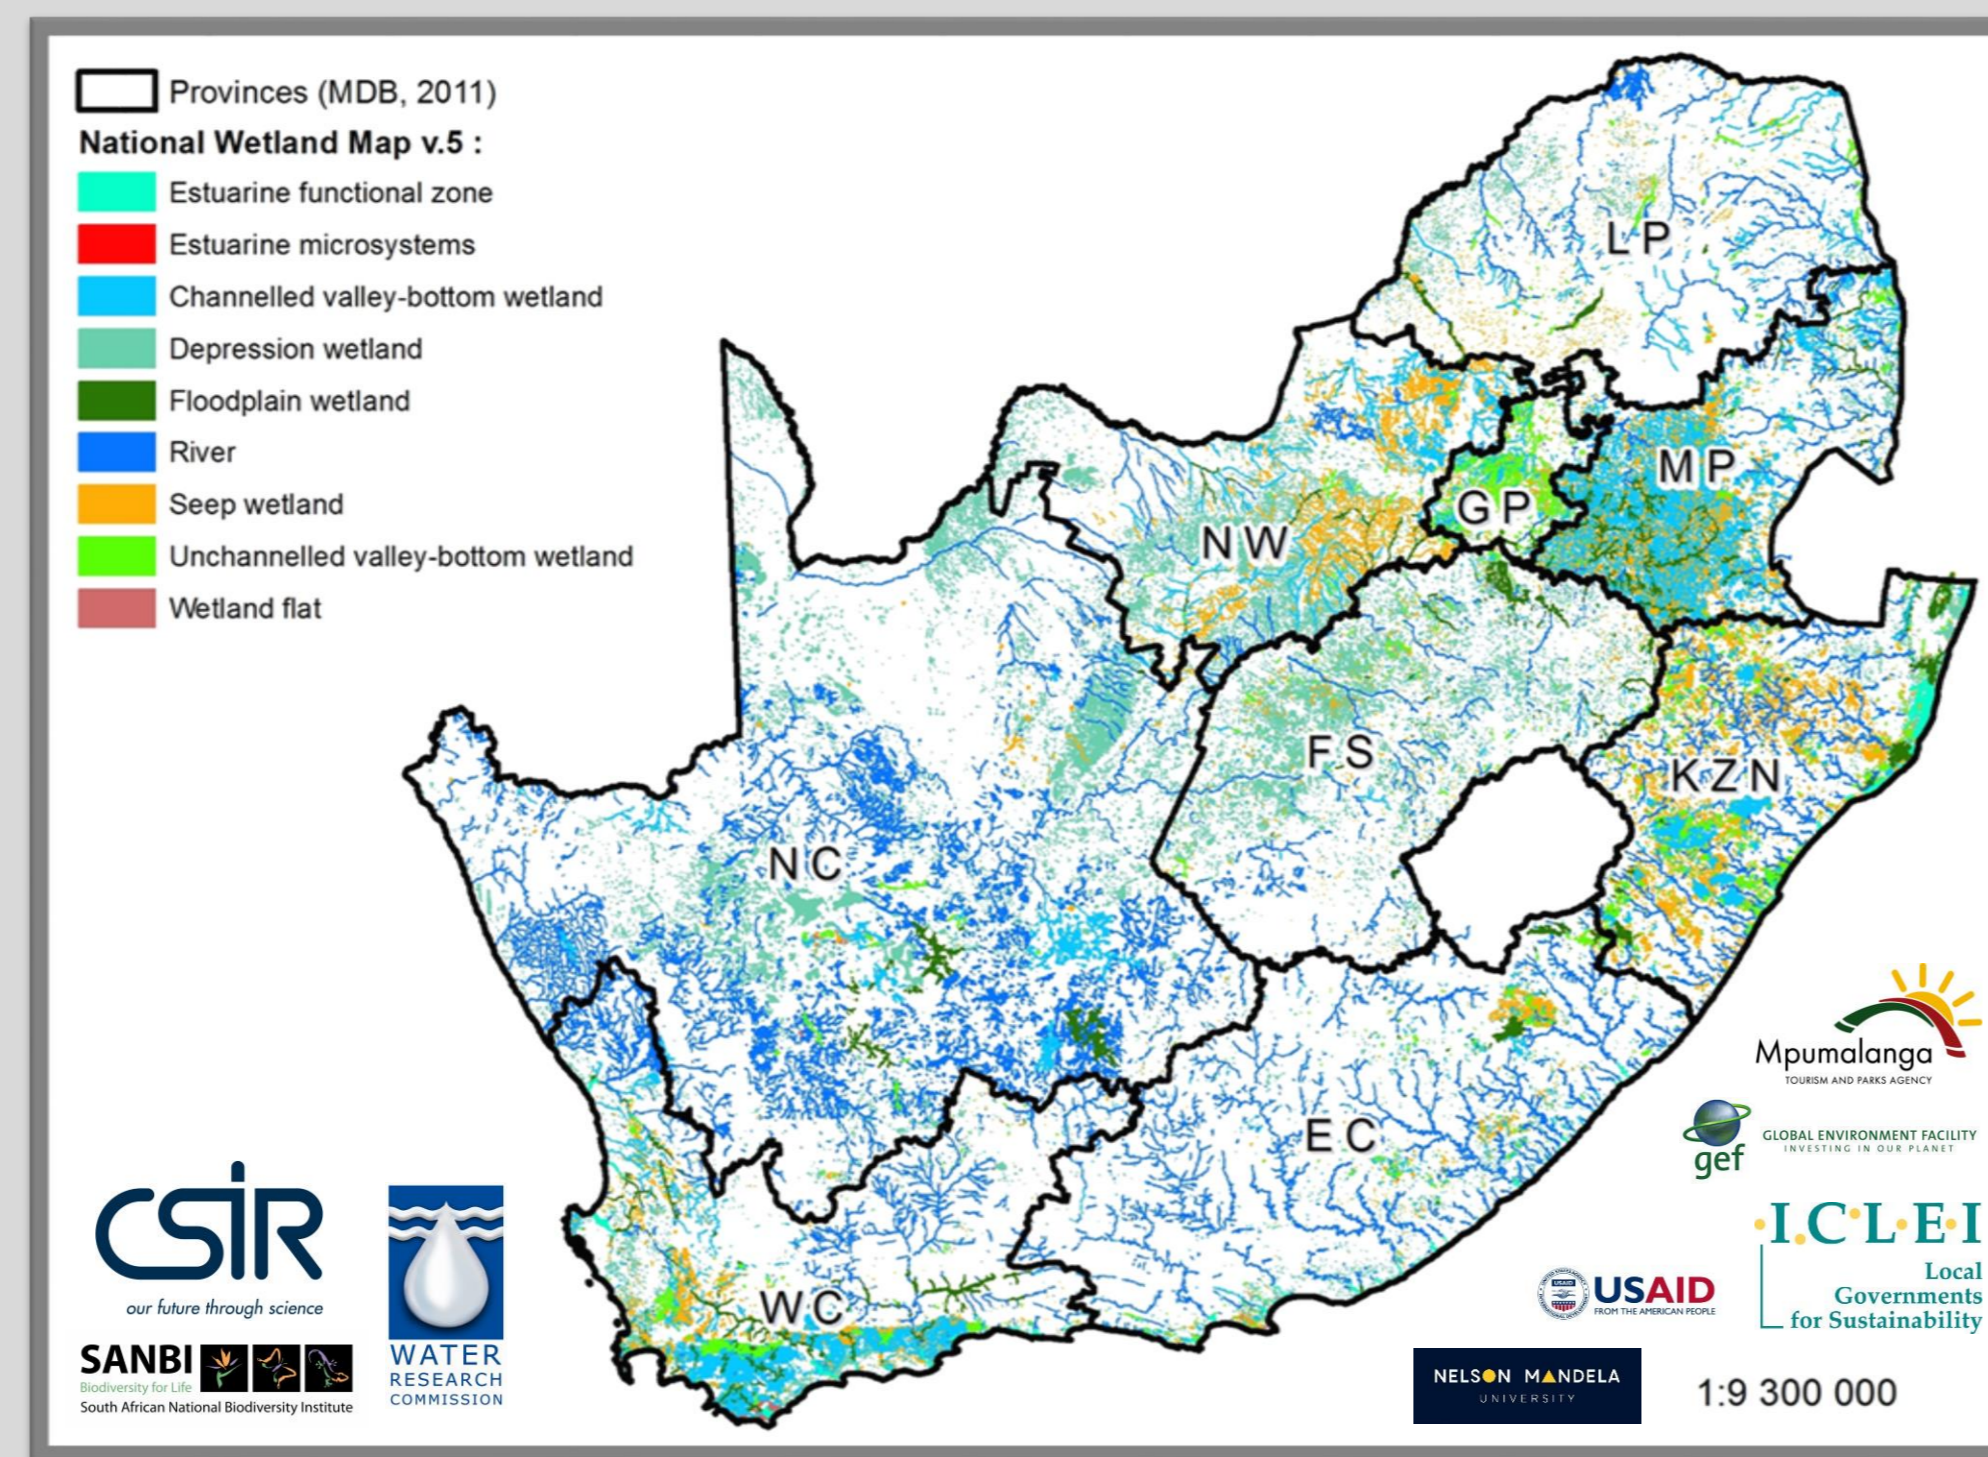 Provinces (MDB, 2011)
National Wetland Map v.5 :
Estuarine functional zone
Estuarine microsystems
Channelled valley-bottom wetland
Depression wetland
Floodplain wetland
River
Seep wetland
Unchannelled valley-bottom wetland
Wetland flat
LP
MP
GP
NW
FS
KZN
NC
EC
WC
CSIR
our future through science
SANBI
Biodiversity for Life
South African National Biodiversity Institute
WATER
RESEARCH
COMMISSION
Mpumalanga
TOURISM AND PARKS AGENCY
gef
GLOBAL ENVIRONMENT FACILITY
INVESTING IN OUR PLANET
I.C.L.E.I
Local
Governments
for Sustainability
USAID
USAID
FROM THE AMERICAN PEOPLE
NELSON MANDELA
UNIVERSITY
1:9 300 000